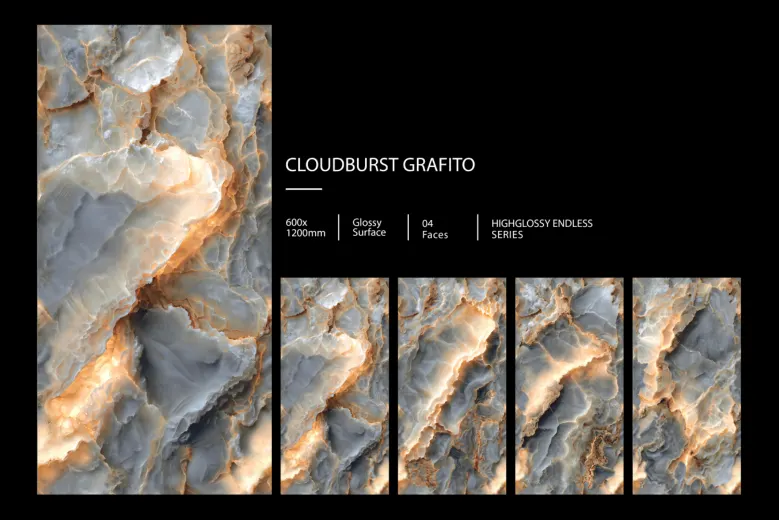 CLOUDBURST GRAFITO
600x
1200mm
Glossy
Surface
04
Faces
HIGHGLOSSY ENDLESS
SERIES